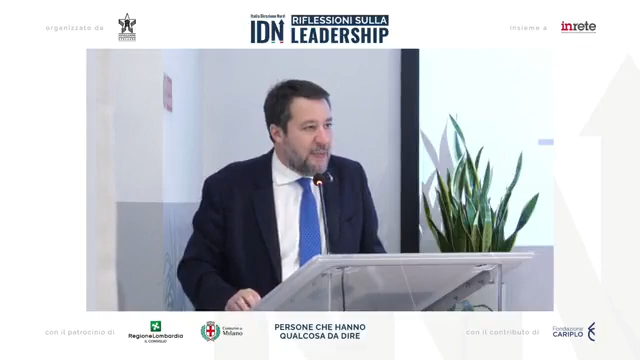 organizzato da
Italia Direzione Nord
IDN
RIFLESSIONI SULLA
LEADERSHIP
insieme a
inrete
con il patrocinio di
RegioneLombardia
IL CONSIGLIO
Comune di
Milano
PERSONE CHE HANNO
QUALCOSA DA DIRE
con il contributo di
Fondazione
CARIPLO